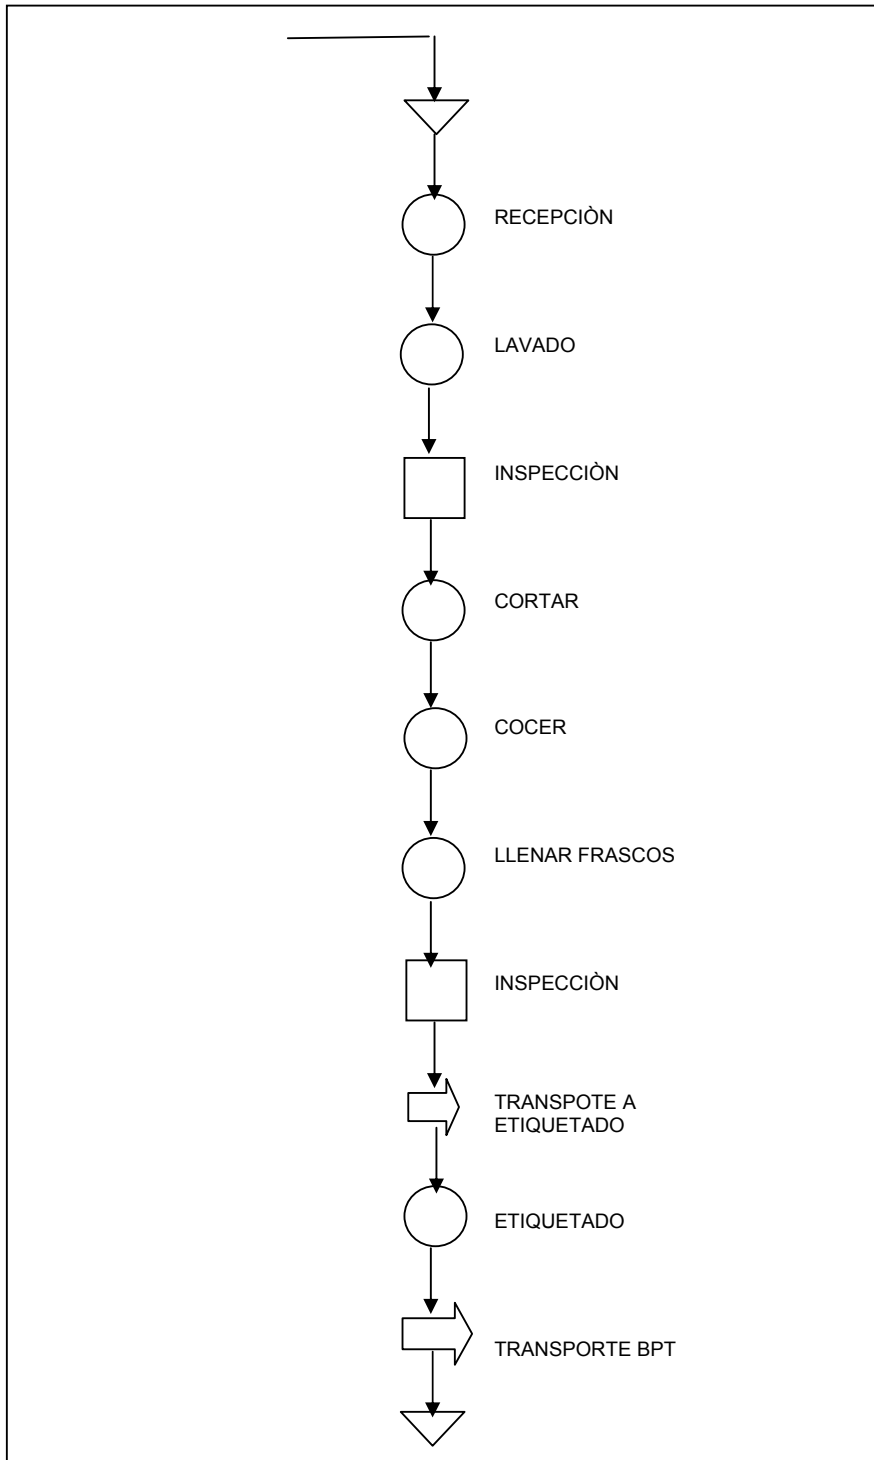 RECEPCIÒN
LAVADO
INSPECCIÒN
CORTAR
COCER
LLENAR FRASCOS
INSPECCIÒN
TRANSPOTE A
ETIQUETADO
ETIQUETADO
TRANSPORTE BPT